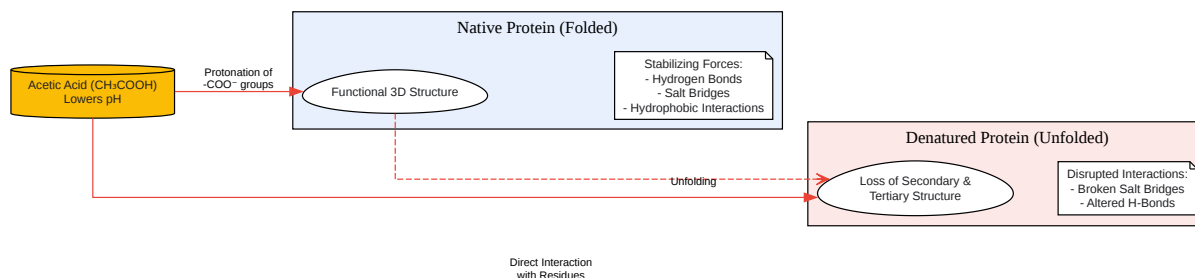 Native Protein (Folded)
Acetic Acid (CH₃COOH)
Lowers pH
Protonation of
-COO⁻ groups
Functional 3D Structure
Stabilizing Forces:
- Hydrogen Bonds
- Salt Bridges
- Hydrophobic Interactions
Denatured Protein (Unfolded)
Unfolding
Loss of Secondary &
Tertiary Structure
Disrupted Interactions:
- Broken Salt Bridges
- Altered H-Bonds
Direct Interaction
with Residues